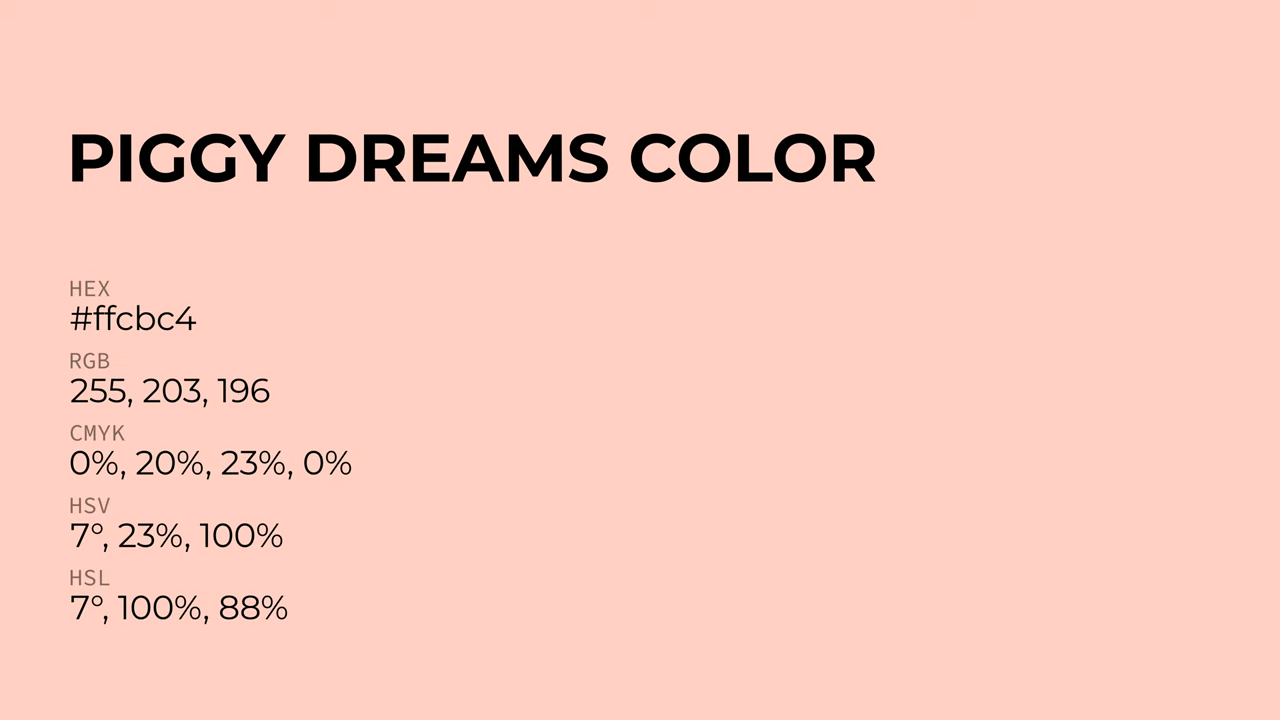 PIGGY DREAMS COLOR
HEX
#ffcbc4
RGB
255, 203, 196
CMYK
0%, 20%, 23%, 0%
HSV
7°, 23%, 100%
HSL
7°, 100%, 88%